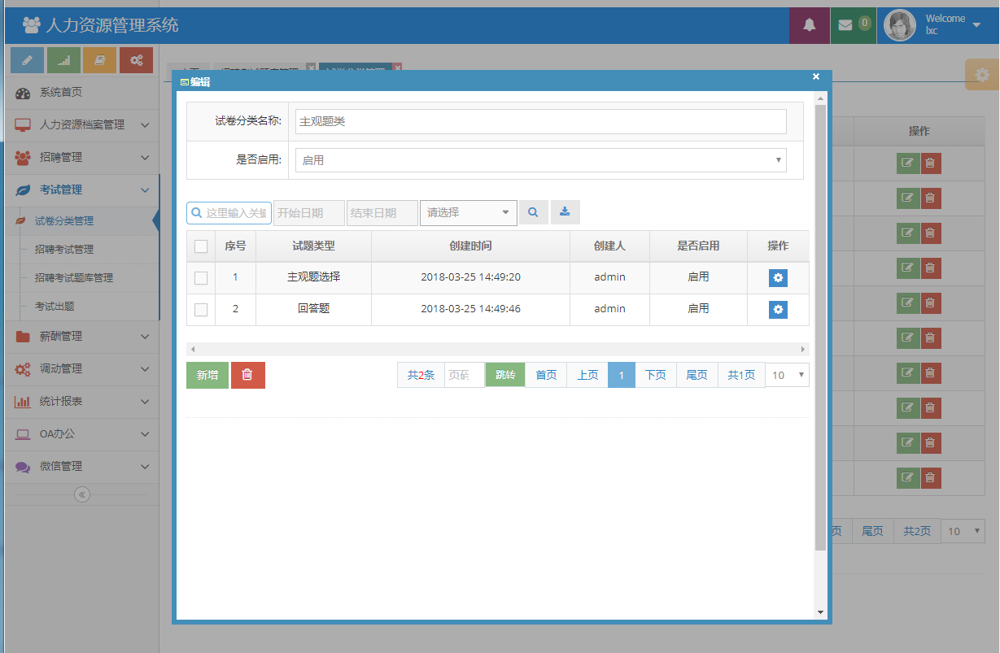 人力资源管理系统
0
Welcome
lxc
系统首页
人力资源档案管理
招聘管理
考试管理
试卷分类管理
招聘考试管理
招聘考试题库管理
考试出题
薪酬管理
调动管理
统计报表
OA办公
微信管理
编辑
试卷分类名称:
主观题类
是否启用:
启用
这里输入关键
开始日期
结束日期
请选择
序号 试题类型 创建时间 创建人 是否启用 操作
1 主观题选择 2018-03-25 14:49:20 admin 启用
2 回答题 2018-03-25 14:49:46 admin 启用
新增
共2条 页码 跳转 首页 上页 1 下页 尾页 共1页 10
操作
页 尾页 共2页 10